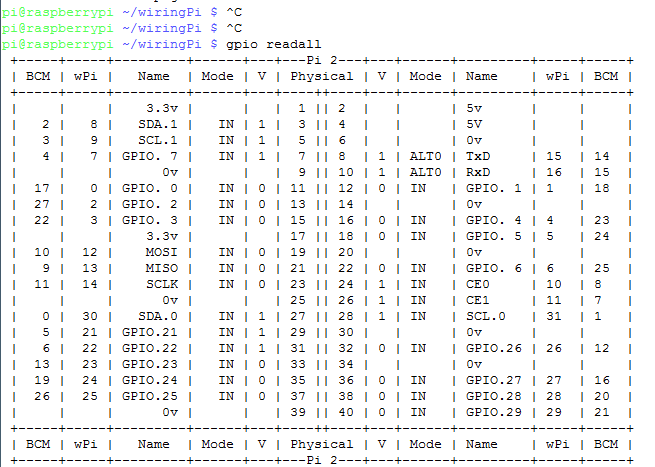 pi@raspberrypi ~/wiringPi $ ^C
pi@raspberrypi ~/wiringPi $ ^C
pi@raspberrypi ~/wiringPi $ gpio readall
+-----+-----+---------+------+---+---Pi 2---+---+------+---------+-----+-----+
| BCM | wPi |   Name  | Mode | V | Physical | V | Mode | Name    | wPi | BCM |
+-----+-----+---------+------+---+----++----+---+------+---------+-----+-----+
|     |     |    3.3v |      |   |  1 || 2  |   |      | 5v      |     |     |
|   2 |   8 |   SDA.1 |   IN | 1 |  3 || 4  |   |      | 5V      |     |     |
|   3 |   9 |   SCL.1 |   IN | 1 |  5 || 6  |   |      | 0v      |     |     |
|   4 |   7 | GPIO. 7 |   IN | 1 |  7 || 8  | 1 | ALT0 | TxD     | 15  | 14  |
|     |     |      0v |      |   |  9 || 10 | 1 | ALT0 | RxD     | 16  | 15  |
|  17 |   0 | GPIO. 0 |   IN | 0 | 11 || 12 | 0 | IN   | GPIO. 1 | 1   | 18  |
|  27 |   2 | GPIO. 2 |   IN | 0 | 13 || 14 |   |      | 0v      |     |     |
|  22 |   3 | GPIO. 3 |   IN | 0 | 15 || 16 | 0 | IN   | GPIO. 4 | 4   | 23  |
|     |     |    3.3v |      |   | 17 || 18 | 0 | IN   | GPIO. 5 | 5   | 24  |
|  10 |  12 |    MOSI |   IN | 0 | 19 || 20 |   |      | 0v      |     |     |
|   9 |  13 |    MISO |   IN | 0 | 21 || 22 | 0 | IN   | GPIO. 6 | 6   | 25  |
|  11 |  14 |    SCLK |   IN | 0 | 23 || 24 | 1 | IN   | CE0     | 10  | 8   |
|     |     |      0v |      |   | 25 || 26 | 1 | IN   | CE1     | 11  | 7   |
|   0 |  30 |   SDA.0 |   IN | 1 | 27 || 28 | 1 | IN   | SCL.0   | 31  | 1   |
|   5 |  21 | GPIO.21 |   IN | 1 | 29 || 30 |   |      | 0v      |     |     |
|   6 |  22 | GPIO.22 |   IN | 1 | 31 || 32 | 0 | IN   | GPIO.26 | 26  | 12  |
|  13 |  23 | GPIO.23 |   IN | 0 | 33 || 34 |   |      | 0v      |     |     |
|  19 |  24 | GPIO.24 |   IN | 0 | 35 || 36 | 0 | IN   | GPIO.27 | 27  | 16  |
|  26 |  25 | GPIO.25 |   IN | 0 | 37 || 38 | 0 | IN   | GPIO.28 | 28  | 20  |
|     |     |      0v |      |   | 39 || 40 | 0 | IN   | GPIO.29 | 29  | 21  |
+-----+-----+---------+------+---+----++----+---+------+---------+-----+-----+
| BCM | wPi |   Name  | Mode | V | Physical | V | Mode | Name    | wPi | BCM |
+-----+-----+---------+------+---+---Pi 2---+---+------+---------+-----+-----+